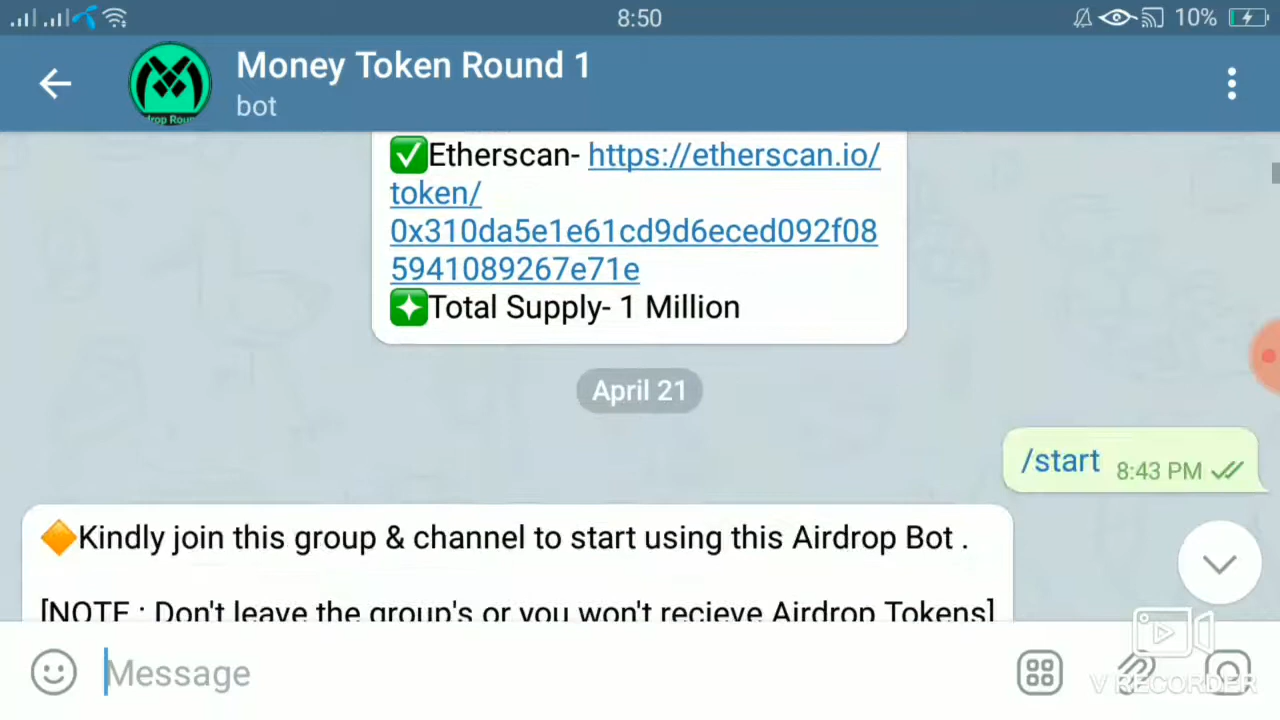 8:50
10%
Money Token Round 1
bot
drop Roun
✅Etherscan- https://etherscan.io/
token/
0x310da5e1e61cd9d6eced092f08
5941089267e71e
Total Supply- 1 Million
April 21
/start 8:43 PM
🔶Kindly join this group & channel to start using this Airdrop Bot .
[NOTE : Don't leave the group's or you won't recieve Airdrop Tokens]
Message
V RECORDER